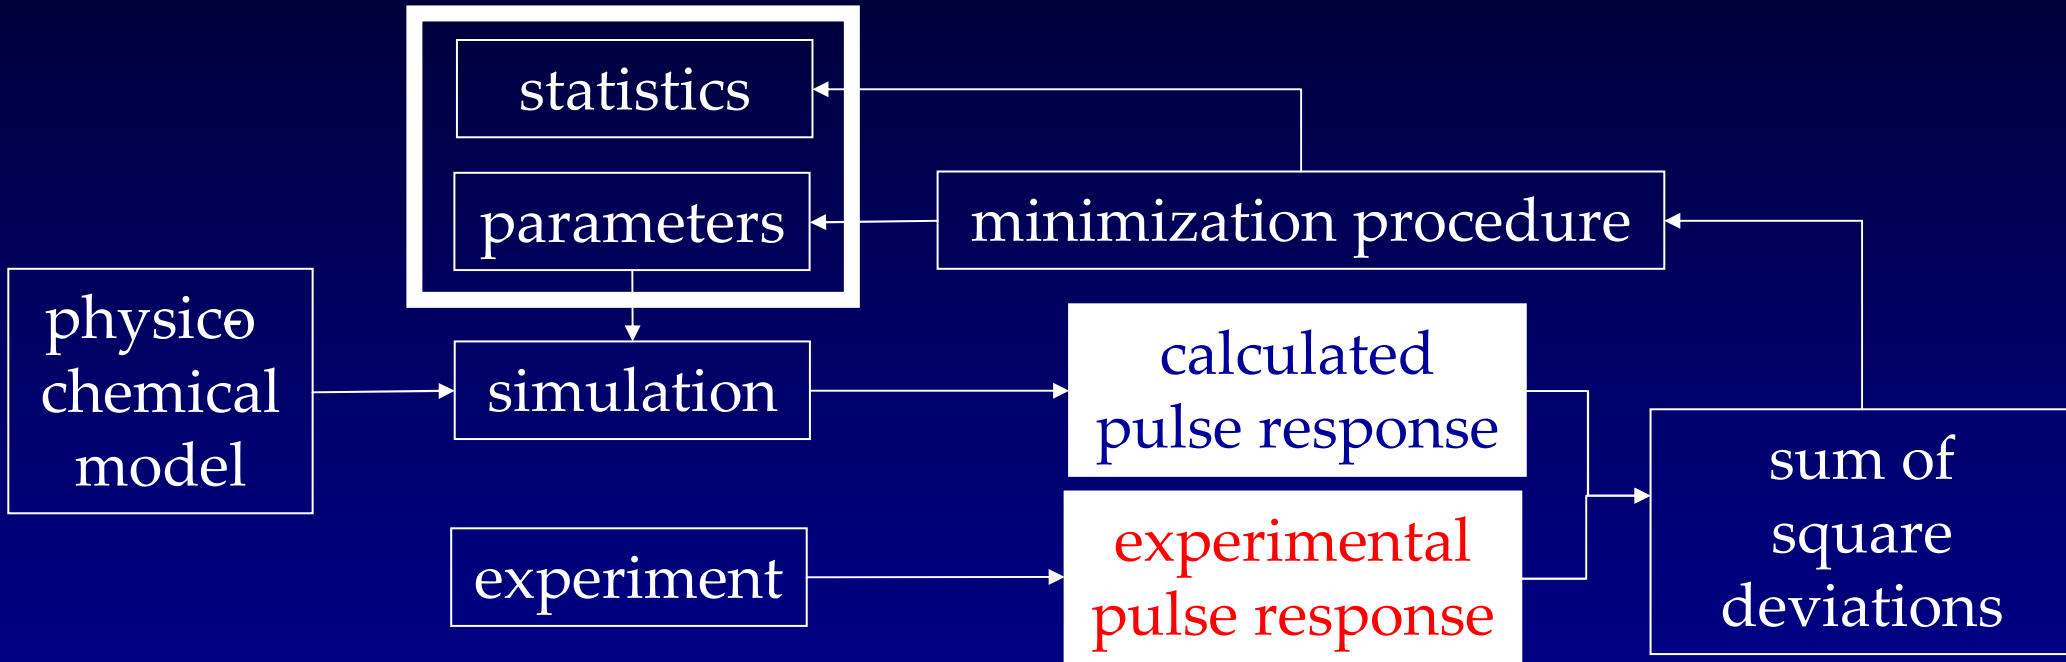 statistics
parameters
minimization procedure
physico-
chemical
model
simulation
calculated
pulse response
experiment
experimental
pulse response
sum of
square
deviations